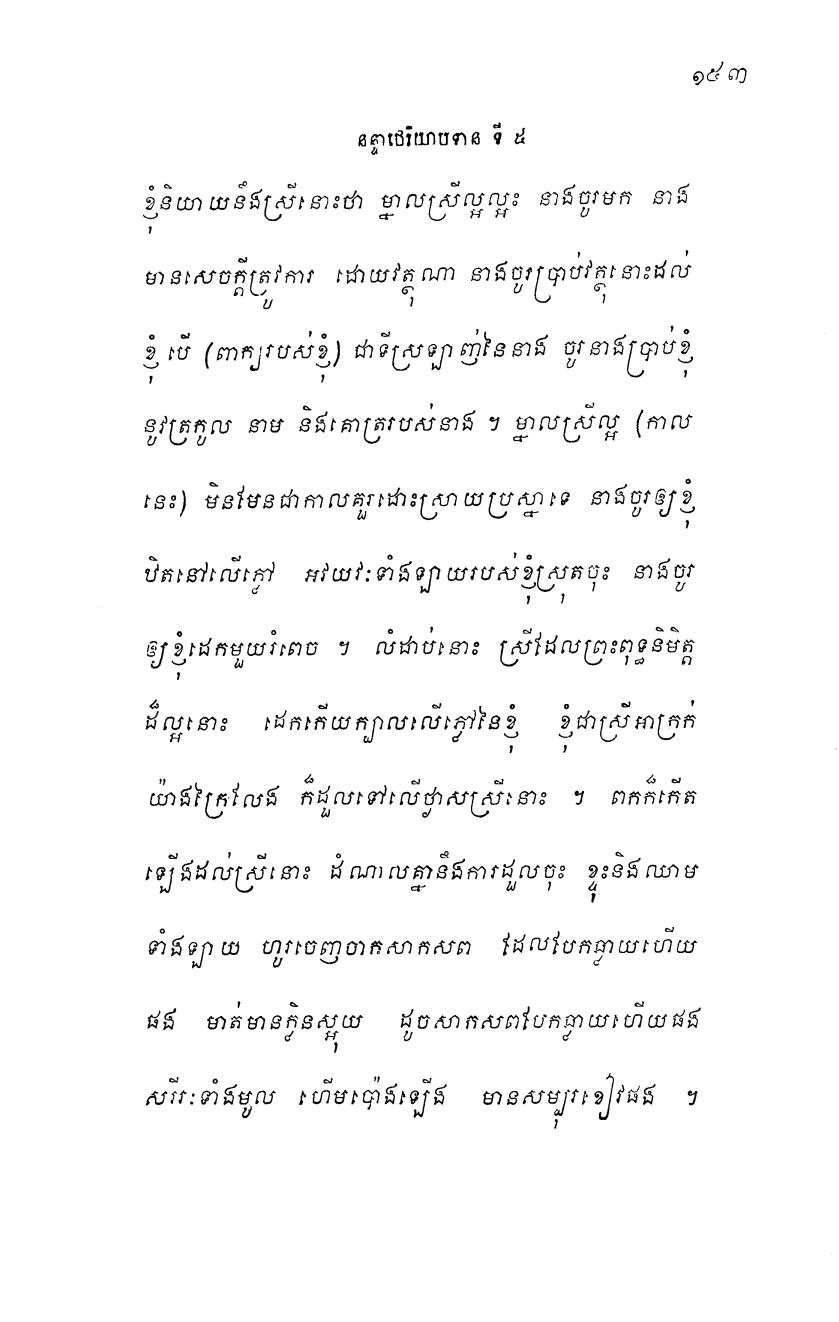 ១៥៣
នន្ទាថេរិយាបទាន ទី ៥
ខ្ញុំនិយាយនឹងស្រីនោះថា ម្នាលស្រីល្អល្អះ នាងចូរមក នាង
មានសេចក្តីត្រូវការ ដោយវត្ថុណា នាងចូរប្រាប់វត្ថុនោះដល់
ខ្ញុំ បើ (ពាក្យរបស់ខ្ញុំ) ជាទីស្រឡាញ់នៃនាង ចូរនាងប្រាប់ខ្ញុំ
នូវត្រកូល នាម និងគោត្ររបស់នាង ។ ម្នាលស្រីល្អ (កាល
នេះ) មិនមែនជាកាលគួរដោះស្រាយប្រស្នាទេ នាងចូរឲ្យខ្ញុំ
ឋិតនៅលើភ្លៅ អវយវៈទាំងឡាយរបស់ខ្ញុំស្រុតចុះ នាងចូរ
ឲ្យខ្ញុំដេកមួយរំពេច ។ លំដាប់នោះ ស្រីដែលព្រះពុទ្ធនិមិត្ត
ដ៏ល្អនោះ ដេកកើយក្បាលលើភ្លៅនៃខ្ញុំ ខ្ញុំជាស្រីអាក្រក់
យ៉ាងក្រៃលែង ក៏ដួលទៅលើថ្ងាសស្រីនោះ ។ ពកក៏កើត
ឡើងដល់ស្រីនោះ ដំណាលគ្នានឹងការដួលចុះ ខ្ទុះនិងឈាម
ទាំងឡាយ ហូរចេញចាកសាកសព ដែលបែកធ្លាយហើយ
ផង មាត់មានក្លិនស្អុយ ដូចសាកសពបែកធ្លាយហើយផង
សរីរៈទាំងមូល ហើមប៉ោងឡើង មានសម្បុរខៀវផង ។